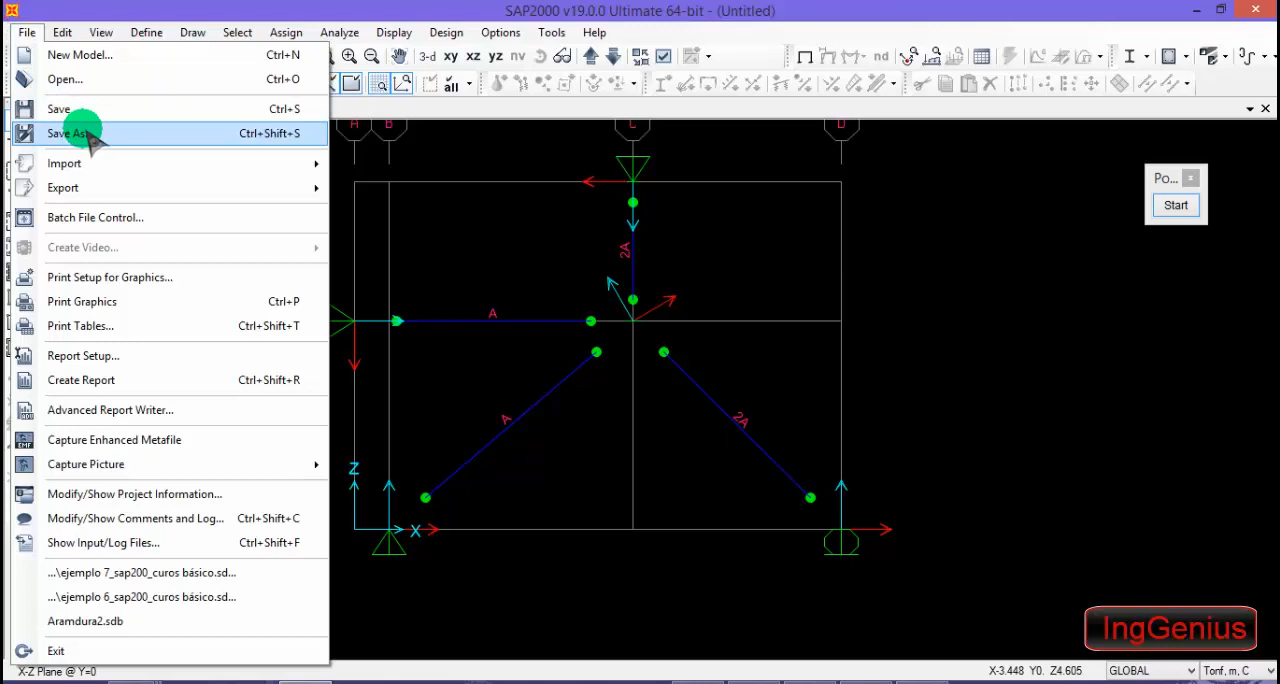 SAP2000 v19.0.0 Ultimate 64-bit - (Untitled)
File Edit View Define Draw Select Assign Analyze Display Design Options Tools Help
New Model... Ctrl+N
Open... Ctrl+O
Save Ctrl+S
Save As Ctrl+Shift+S
Import
Export
Batch File Control...
Create Video...
Print Setup for Graphics...
Print Graphics Ctrl+P
Print Tables... Ctrl+Shift+T
Report Setup...
Create Report Ctrl+Shift+R
Advanced Report Writer...
Capture Enhanced Metafile
Capture Picture
Modify/Show Project Information...
Modify/Show Comments and Log... Ctrl+Shift+C
Show Input/Log Files... Ctrl+Shift+F
...\ejemplo 7_sap200_curos básico.sd...
...\ejemplo 6_sap200_curos básico.sd...
Aramdura2.sdb
Exit
3-d xy xz yz nv
nd
all
A B C D
2A
A
A
2A
Z
X
Po... x
Start
IngGenius
X-Z Plane @ Y=0
X-3.448 Y0. Z4.605
GLOBAL
Tonf, m, C